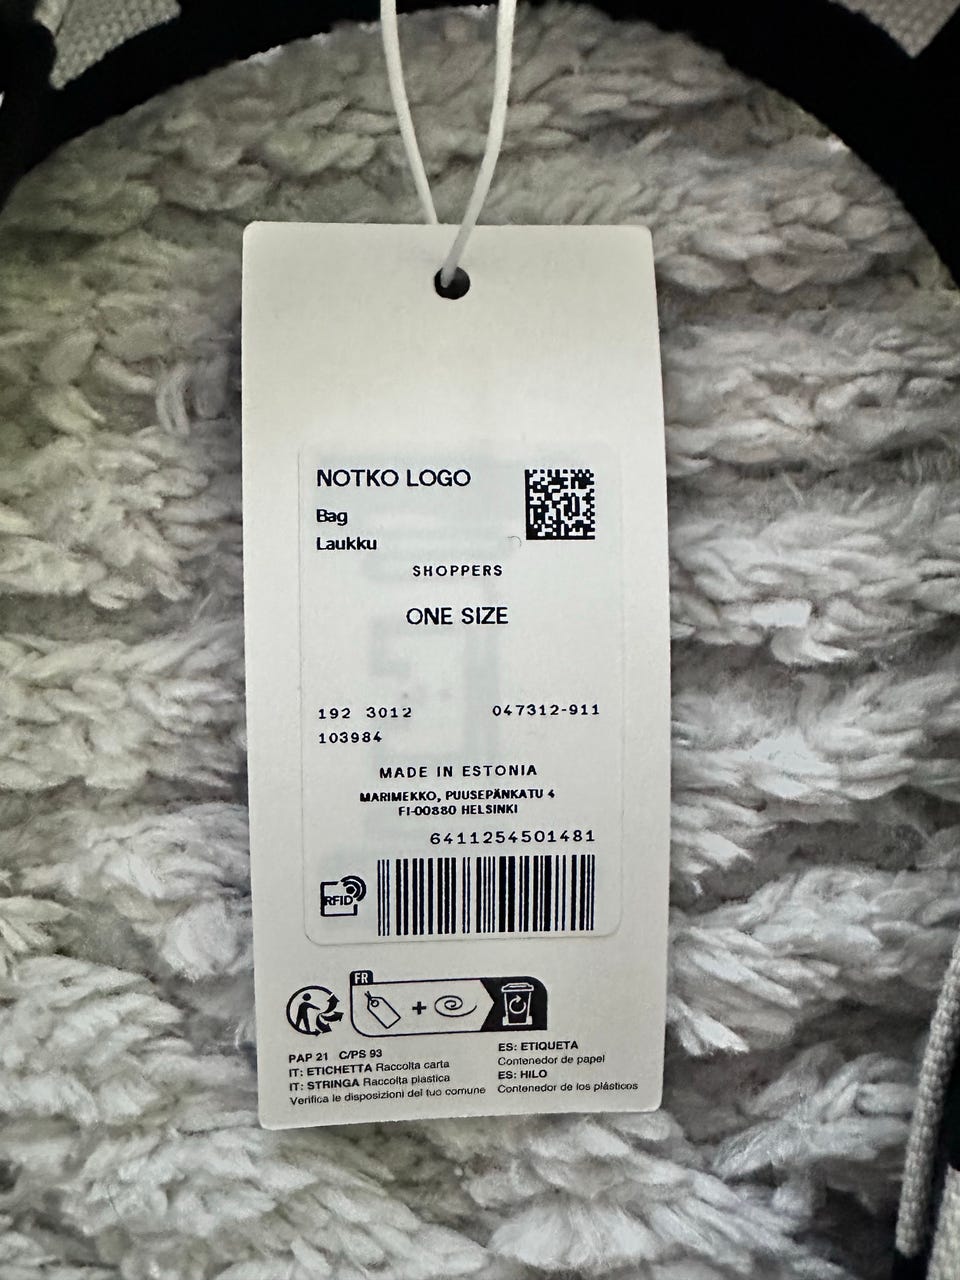 NOTKO LOGO
Bag
Laukku
SHOPPERS
ONE SIZE
192 3012 047312-911
103984
MADE IN ESTONIA
MARIMEKKO, PUUSEPÄNKATU 4
FI-00880 HELSINKI
6411254501481
RFID
FR
PAP 21 C/PS 93
IT: ETICHETTA Raccolta carta
IT: STRINGA Raccolta plastica
Verifica le disposizioni del tuo comune
ES: ETIQUETA
Contenedor de papel
ES: HILO
Contenedor de los plásticos